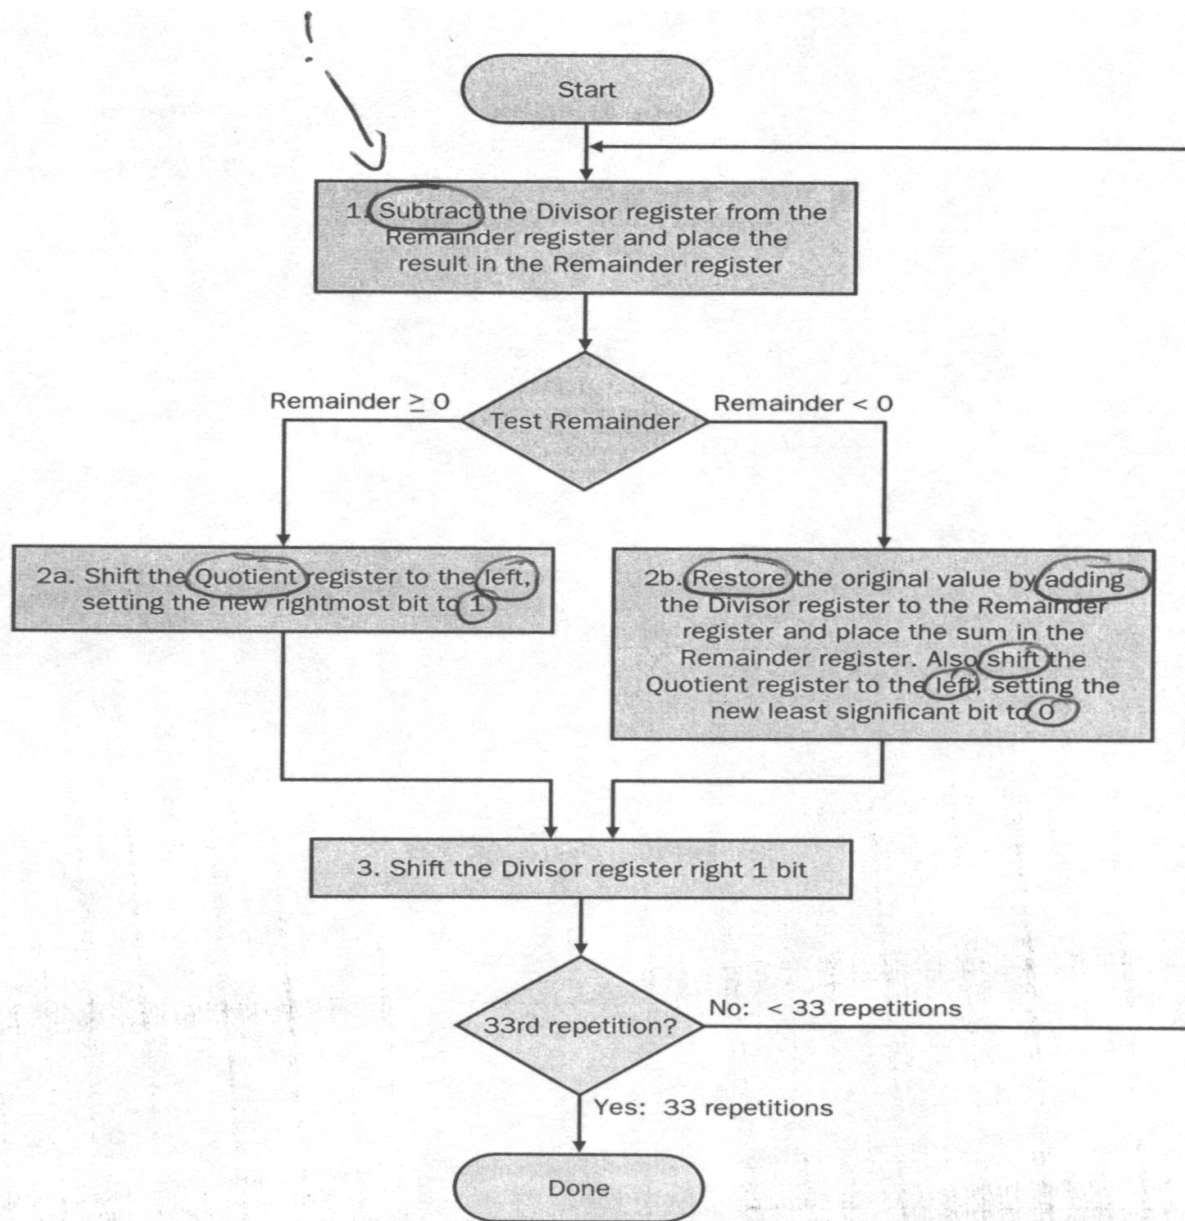 Start
1. Subtract the Divisor register from the
Remainder register and place the
result in the Remainder register
Remainder ≥ 0
Test Remainder
Remainder < 0
2a. Shift the Quotient register to the left,
setting the new rightmost bit to 1
2b. Restore the original value by adding
the Divisor register to the Remainder
register and place the sum in the
Remainder register. Also shift the
Quotient register to the left, setting the
new least significant bit to 0
3. Shift the Divisor register right 1 bit
33rd repetition?
No: < 33 repetitions
Yes: 33 repetitions
Done